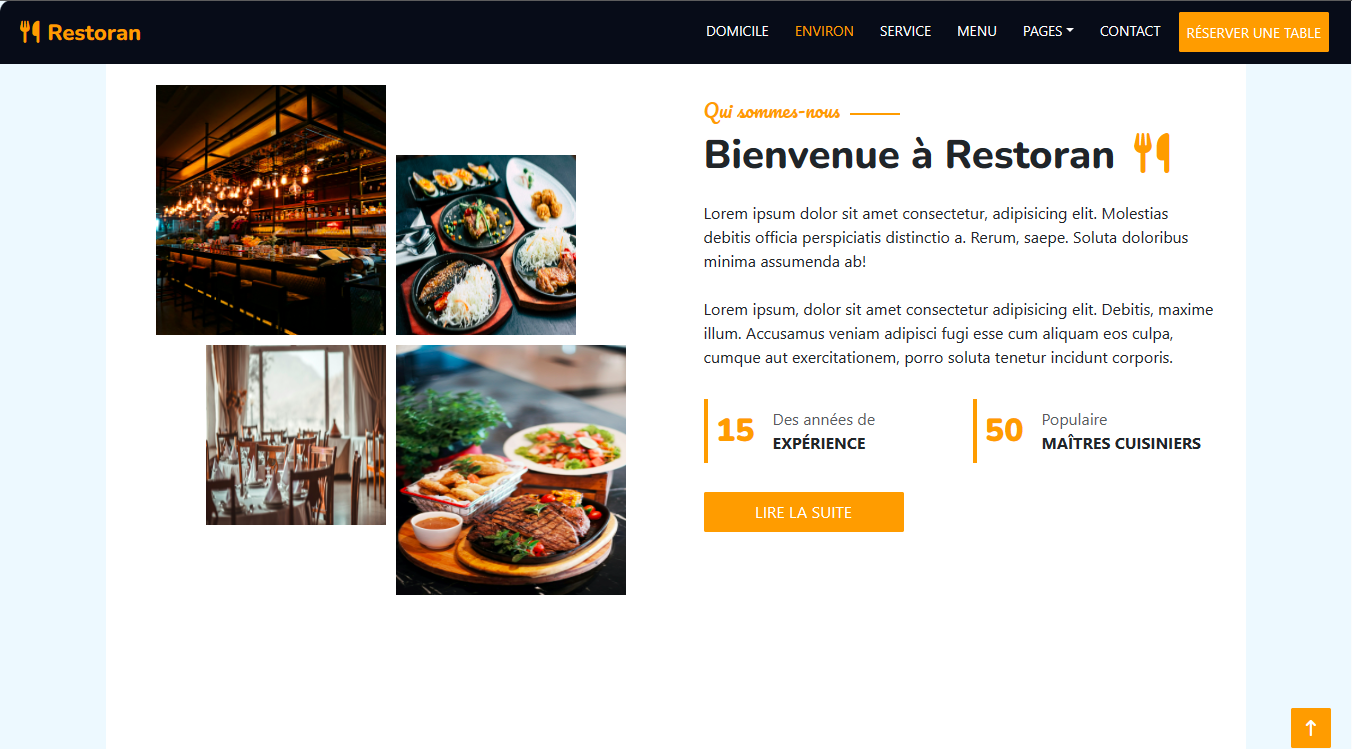 Restoran
DOMICILE ENVIRON SERVICE MENU PAGES CONTACT RÉSERVER UNE TABLE
Qui sommes-nous
Bienvenue à Restoran
Lorem ipsum dolor sit amet consectetur, adipisicing elit. Molestias
debitis officia perspiciatis distinctio a. Rerum, saepe. Soluta doloribus
minima assumenda ab!
Lorem ipsum, dolor sit amet consectetur adipisicing elit. Debitis, maxime
illum. Accusamus veniam adipisci fugi esse cum aliquam eos culpa,
cumque aut exercitationem, porro soluta tenetur incidunt corporis.
15
Des années de
EXPÉRIENCE
50
Populaire
MAÎTRES CUISINIERS
LIRE LA SUITE